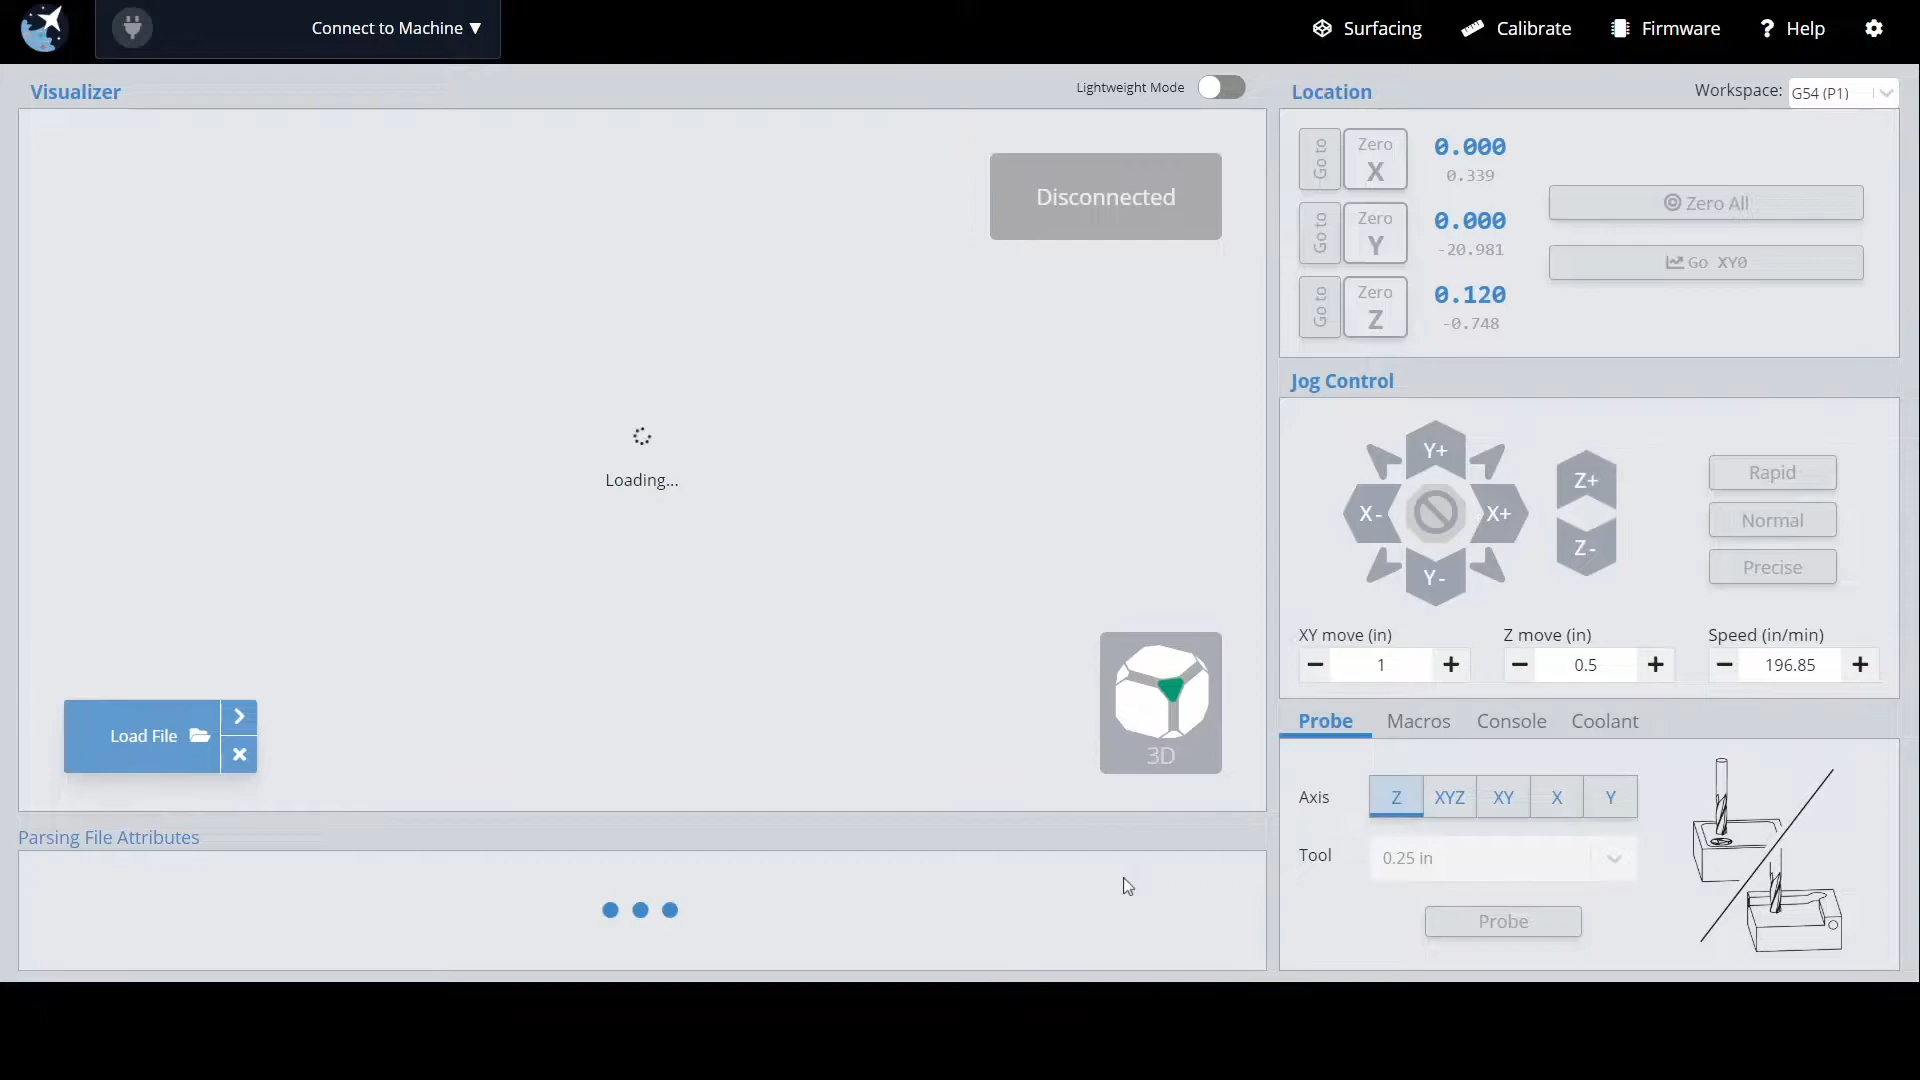 Connect to Machine ▼
Surfacing
Calibrate
Firmware
? Help
Visualizer
Lightweight Mode
Disconnected
Loading...
Load File
3D
Parsing File Attributes
Location
Workspace: G54 (P1)
Go to
Zero
X
0.000
0.339
Go to
Zero
Y
0.000
-20.981
Go to
Zero
Z
0.120
-0.748
Zero All
Go XY0
Jog Control
Y+
X-
X+
Y-
Z+
Z-
Rapid
Normal
Precise
XY move (in)
Z move (in)
Speed (in/min)
− 1 +
− 0.5 +
− 196.85 +
Probe Macros Console Coolant
Axis
Z XYZ XY X Y
Tool
0.25 in
Probe